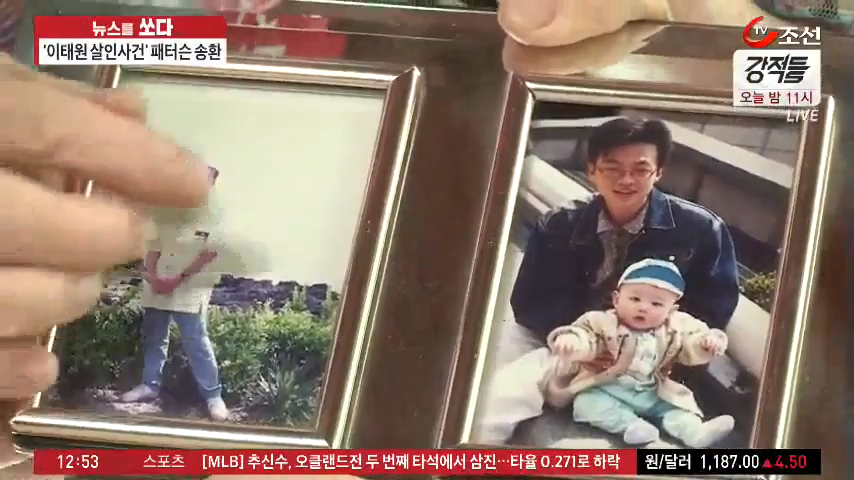 뉴스를 쏘다
'이태원 살인사건' 패터슨 송환
TV조선
강적들
오늘 밤 11시
LIVE
12:53 스포츠 [MLB] 추신수, 오클랜드전 두 번째 타석에서 삼진…타율 0.271로 하락 원/달러 1,187.00▲4.50